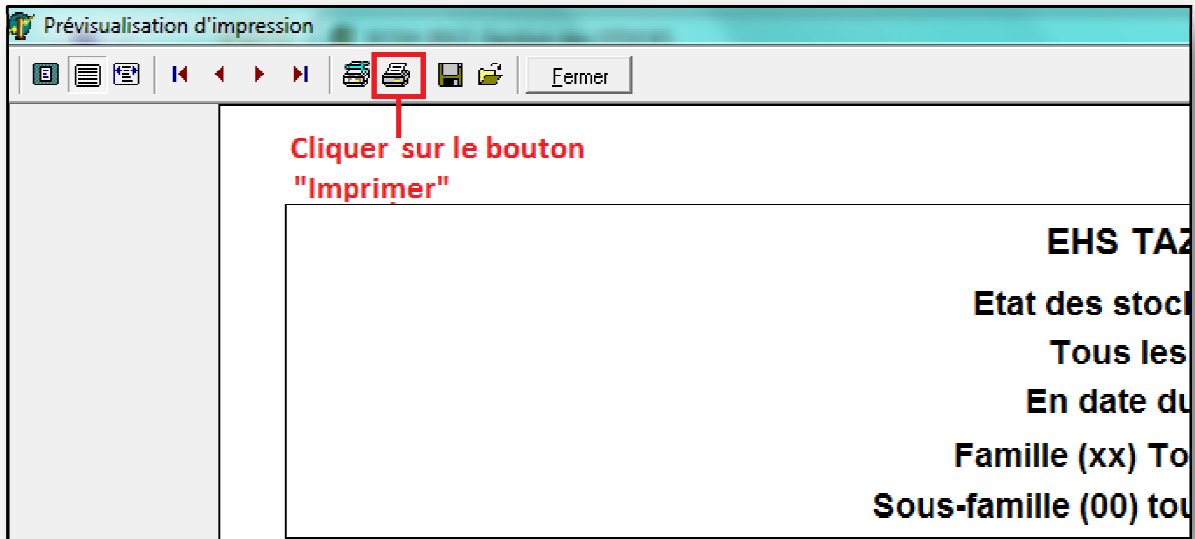 Prévisualisation d'impression
Fermer
Cliquer sur le bouton
"Imprimer"
EHS TAZ
Etat des stoc
Tous les
En date du
Famille (xx) To
Sous-famille (00) tou